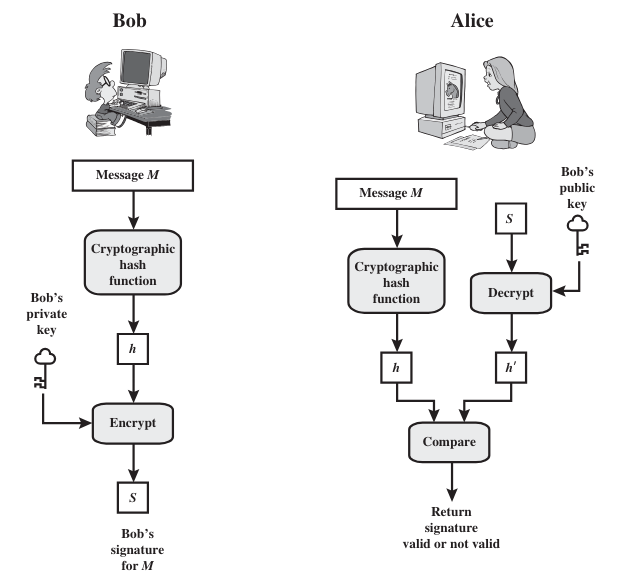 Bob
Message M
Cryptographic
hash
function
Bob's
private
key
h
Encrypt
S
Bob's
signature
for M
Alice
Message M
Bob's
public
key
S
Cryptographic
hash
function
Decrypt
h
h′
Compare
Return
signature
valid or not valid